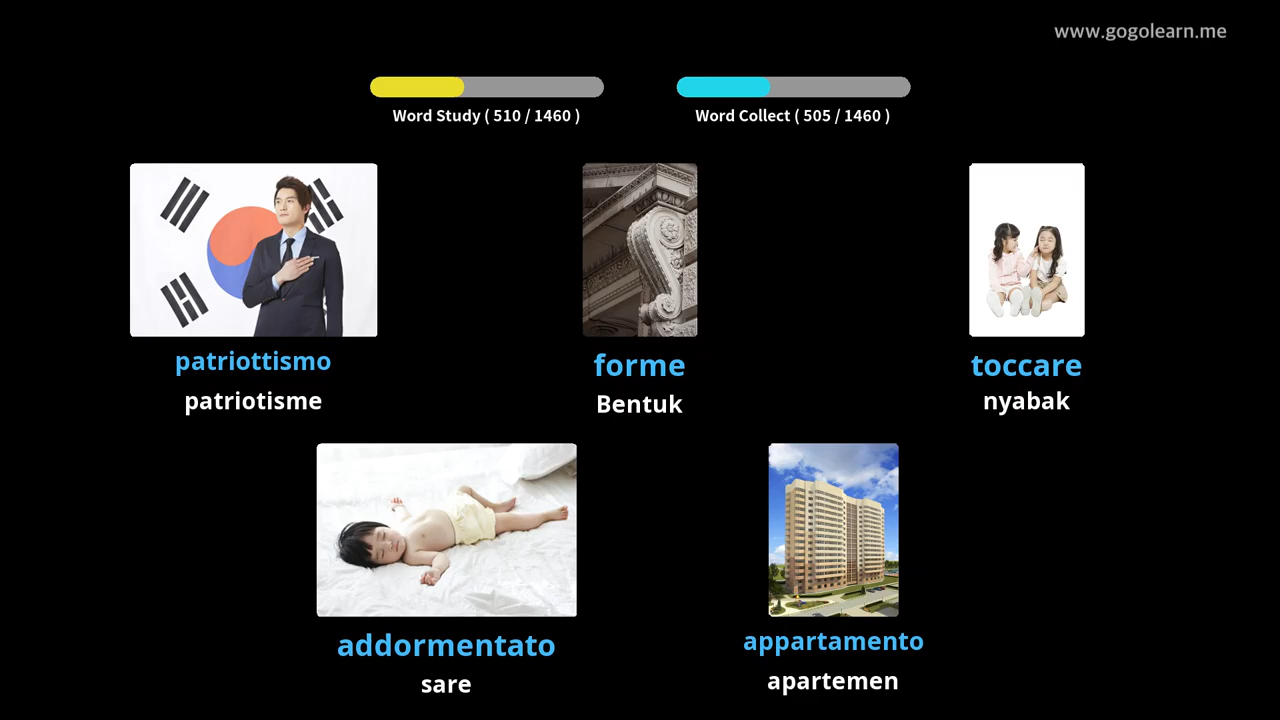 www.gogolearn.me
Word Study ( 510 / 1460 )
Word Collect ( 505 / 1460 )
patriottismo
patriotisme
forme
Bentuk
toccare
nyabak
addormentato
sare
appartamento
apartemen